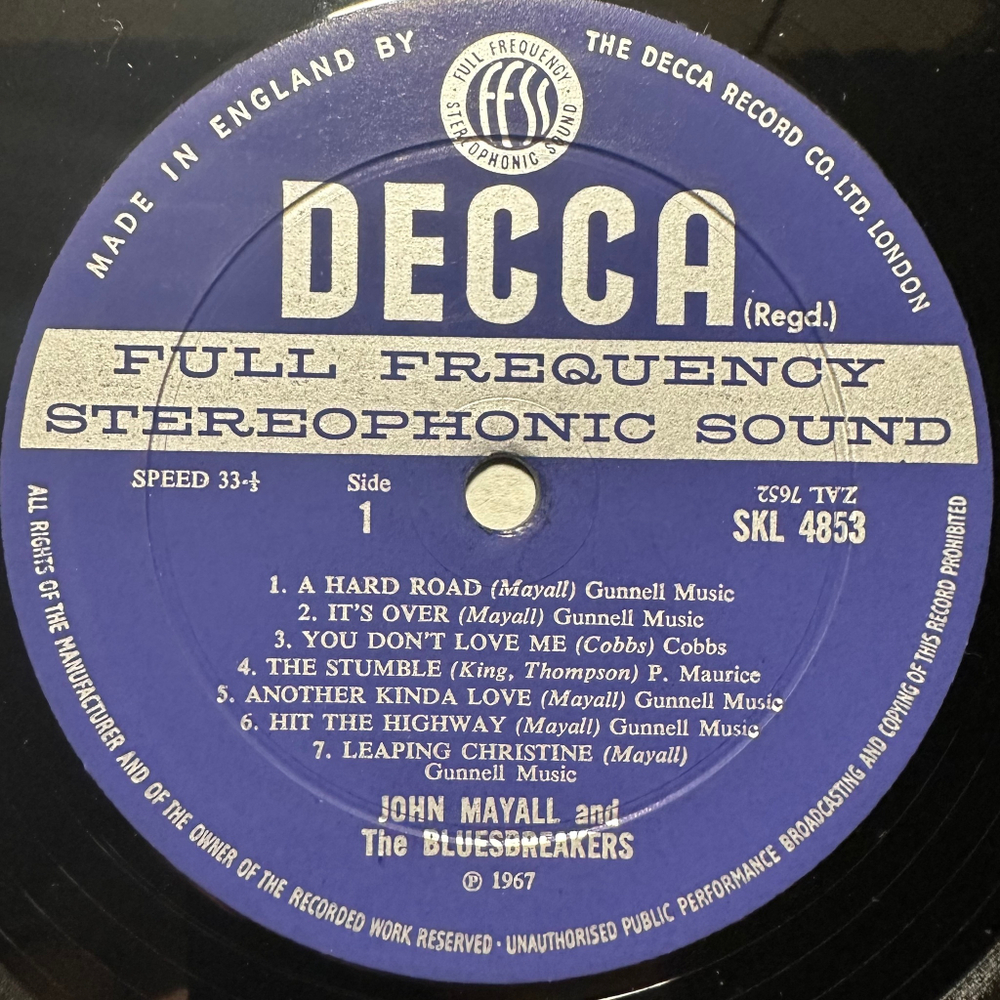 MADE IN ENGLAND BY
THE DECCA RECORD CO. LTD. LONDON
FULL FREQUENCY
ffss
STEREOPHONIC SOUND
DECCA
(Regd.)
FULL FREQUENCY
STEREOPHONIC SOUND
SPEED 33-⅓
Side
1
ZAL 7652
SKL 4853
1. A HARD ROAD (Mayall) Gunnell Music
2. IT'S OVER (Mayall) Gunnell Music
3. YOU DON'T LOVE ME (Cobbs) Cobbs
4. THE STUMBLE (King, Thompson) P. Maurice
5. ANOTHER KINDA LOVE (Mayall) Gunnell Music
6. HIT THE HIGHWAY (Mayall) Gunnell Music
7. LEAPING CHRISTINE (Mayall)
Gunnell Music
JOHN MAYALL and
The BLUESBREAKERS
℗ 1967
ALL RIGHTS OF THE MANUFACTURER AND OF THE OWNER OF THE RECORDED WORK RESERVED · UNAUTHORISED PUBLIC PERFORMANCE BROADCASTING AND COPYING OF THIS RECORD PROHIBITED